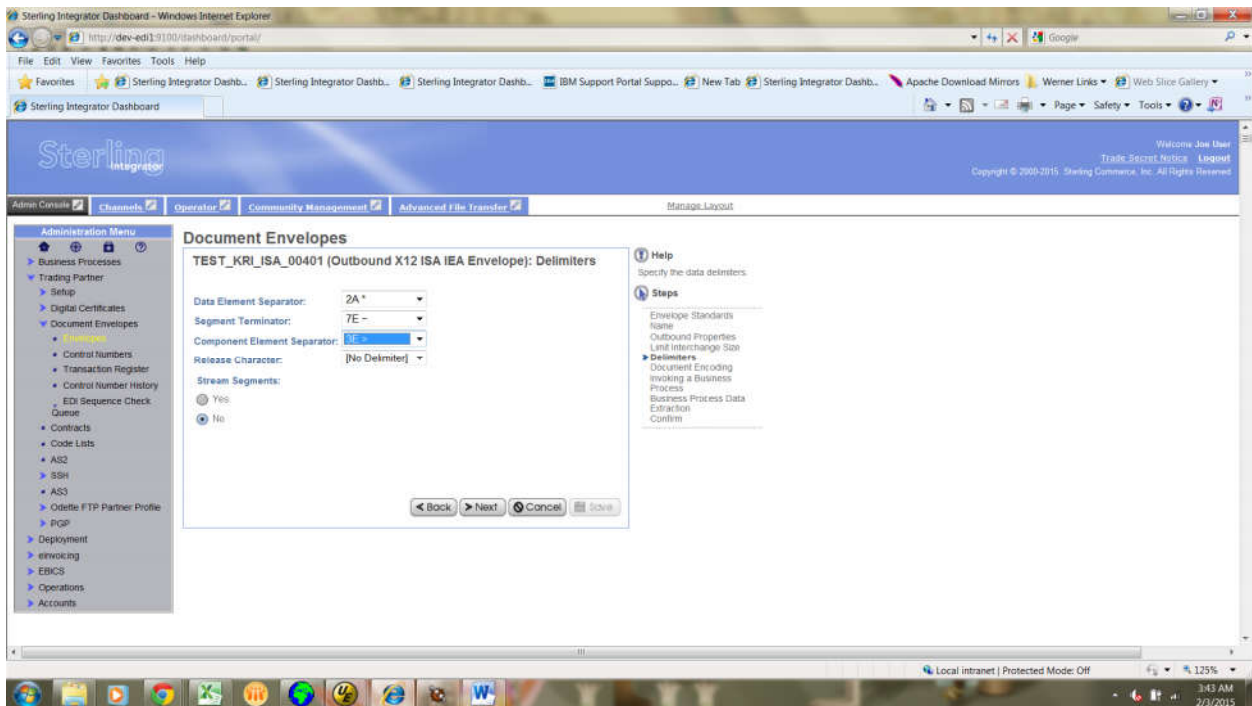 Sterling Integrator Dashboard - Windows Internet Explorer
http://dev-edi1:9100/dashboard/portal/
Google
File Edit View Favorites Tools Help
Favorites Sterling Integrator Dashb... Sterling Integrator Dashb... Sterling Integrator Dashb... IBM Support Portal Suppo... New Tab Sterling Integrator Dashb... Apache Download Mirrors Werner Links Web Slice Gallery
Sterling Integrator Dashboard
Page Safety Tools
Sterling
Integrator
Welcome Joe User
Trade Secret Notice Logout
Copyright © 2000-2015. Sterling Commerce, Inc. All Rights Reserved
Admin Console Channels Operator Community Management Advanced File Transfer Manage Layout
Administration Menu
Business Processes
Trading Partner
Setup
Digital Certificates
Document Envelopes
Envelopes
Control Numbers
Transaction Register
Control Number History
EDI Sequence Check
Queue
Contracts
Code Lists
AS2
SSH
AS3
Odette FTP Partner Profile
PGP
Deployment
eInvoicing
EBICS
Operations
Accounts
Document Envelopes
TEST_KRI_ISA_00401 (Outbound X12 ISA IEA Envelope): Delimiters
Data Element Separator: 2A *
Segment Terminator: 7E ~
Component Element Separator: 3E >
Release Character: [No Delimiter]
Stream Segments:
Yes
No
Back Next Cancel Save
Help
Specify the data delimiters.
Steps
Envelope Standards
Name
Outbound Properties
Limit Interchange Size
Delimiters
Document Encoding
Invoking a Business
Process
Business Process Data
Extraction
Confirm
Local intranet | Protected Mode: Off
125%
3:43 AM
2/3/2015